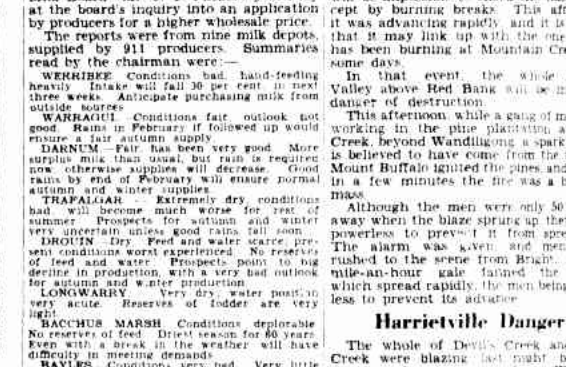 at the board's inquiry into an application
by producers for a higher wholesale price.
The reports were from nine milk depots,
supplied by 911 producers. Summaries
read by the chairman were:—
WERRIBEE Conditions bad, hand-feeding
heavily Intake will fall 30 per cent. in next
three weeks. Anticipate purchasing milk from
outside sources
WARRAGUL —Conditions fair, outlook not
good. Rains in February if followed up would
ensure a fair autumn supply
DARNUM —Fair, has been very good. More
surplus milk than usual, but rain is required
now otherwise supplies will decrease. Good
rains by end of February will ensure normal
autumn and winter supplies
TRAFALGAR — Extremely dry, conditions
bad will become much worse for rest of
summer Prospects for autumn and winter
very uncertain unless good rains fall soon
DROUIN —Dry Feed and water scarce, pre-
sent conditions worst experienced. No reserves
of feed and water. Prospects point to big
decline in production, with a very bad outlook
for autumn and winter production
LONGWARRY Very dry, water position
very acute. Reserves of fodder are very
light.
BACCHUS MARSH Conditions deplorable
No reserves of feed. Driest season for 60 years
Even with a break in the weather will have
difficulty in meeting demands
BAYLES Conditions very bad Very little
cept by burning breaks. This aft
it was advancing rapidly and it is
that it may link up with the one
has been burning at Mountain Cre
some days.
In that event, the whole
Valley above Red Bank will be in
danger of destruction.
This afternoon, while a gang of m
working in the pine plantation a
Creek, beyond Wandiligong, a spark
is believed to have come from the
Mount Buffalo ignited the pines, and
in a few minutes the fire was a b
mass.
Although the men were only 50
away when the blaze sprung up the
powerless to prevent it from spre
The alarm was given, and men
rushed to the scene from Bright.
mile-an-hour gale fanned the
which spread rapidly, the men being
less to prevent its advance
Harrietville Danger
The whole of Devil's Creek and
Creek were blazing last night b